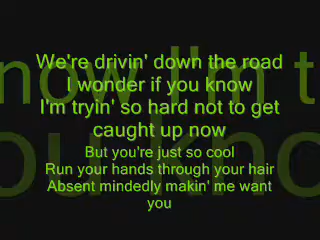 We're drivin' down the road
I wonder if you know
I'm tryin' so hard not to get
caught up now
But you're just so cool
Run your hands through your hair
Absent mindedly makin' me want
you